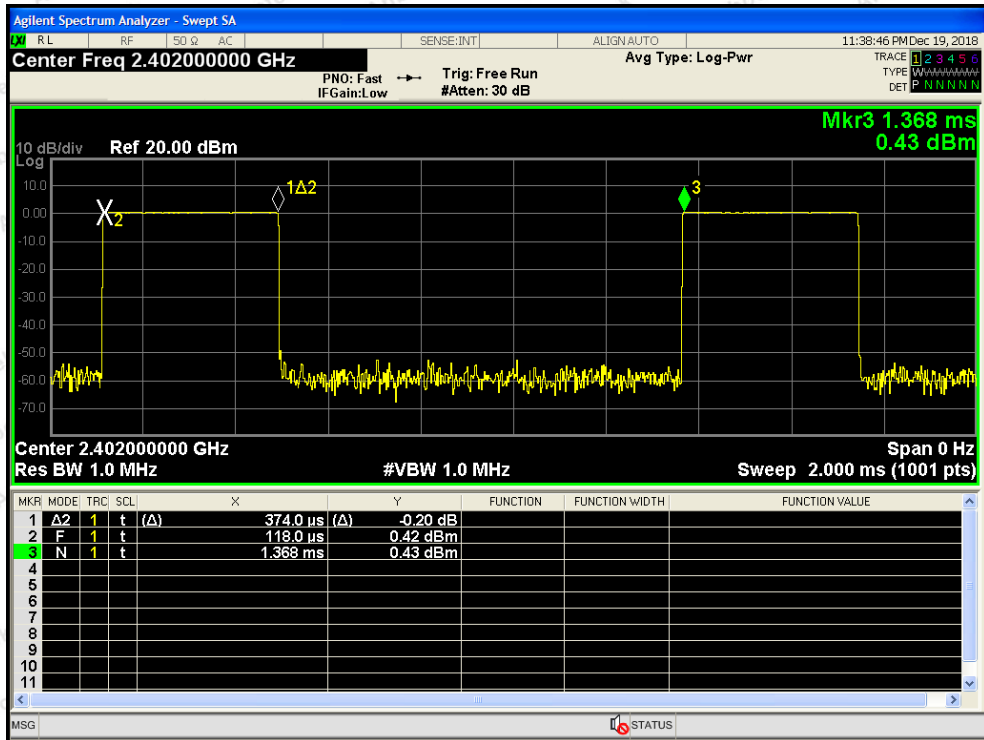 Agilent Spectrum Analyzer - Swept SA
LXI RL RF 50 Ω AC SENSE:INT ALIGN AUTO 11:38:46 PM Dec 19, 2018
Center Freq 2.402000000 GHz Avg Type: Log-Pwr TRACE 1 2 3 4 5 6
PNO: Fast Trig: Free Run TYPE WWWWWW
IFGain:Low #Atten: 30 dB DET P N N N N N
Mkr3 1.368 ms
10 dB/div Ref 20.00 dBm 0.43 dBm
Log
10.0
0.00
-10.0
-20.0
-30.0
-40.0
-50.0
-60.0
-70.0
X2
1Δ2
3
Center 2.402000000 GHz Span 0 Hz
Res BW 1.0 MHz #VBW 1.0 MHz Sweep 2.000 ms (1001 pts)
MKR MODE TRC SCL X Y FUNCTION FUNCTION WIDTH FUNCTION VALUE
1 Δ2 1 t (Δ) 374.0 µs (Δ) -0.20 dB
2 F 1 t 118.0 µs 0.42 dBm
3 N 1 t 1.368 ms 0.43 dBm
4
5
6
7
8
9
10
11
MSG STATUS